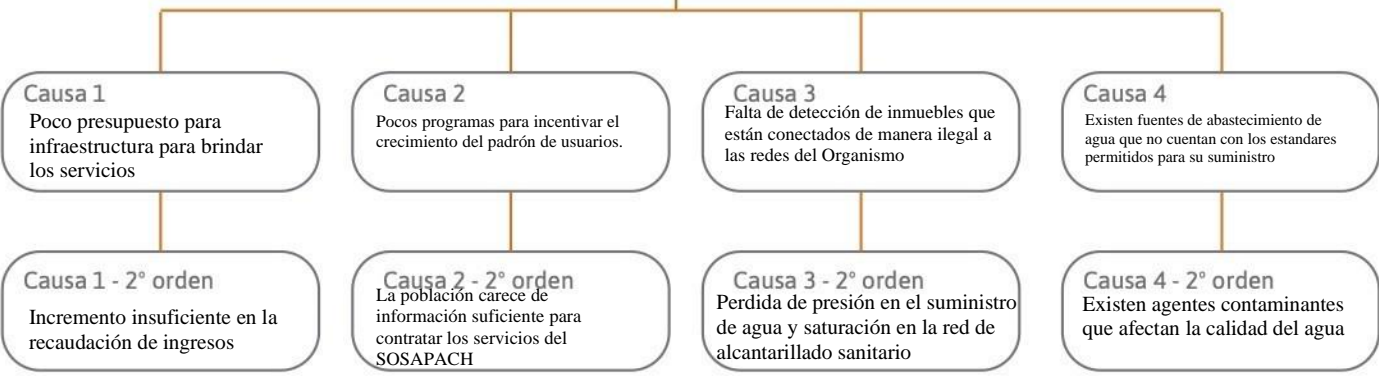 Causa 1
Poco presupuesto para
infraestructura para brindar
los servicios
Causa 2
Pocos programas para incentivar el
crecimiento del padrón de usuarios.
Causa 3
Falta de detección de inmuebles que
están conectados de manera ilegal a
las redes del Organismo
Causa 4
Existen fuentes de abastecimiento de
agua que no cuentan con los estandares
permitidos para su suministro
Causa 1 - 2° orden
Incremento insuficiente en la
recaudación de ingresos
Causa 2 - 2° orden
La población carece de
información suficiente para
contratar los servicios del
SOSAPACH
Causa 3 - 2° orden
Perdida de presión en el suministro
de agua y saturación en la red de
alcantarillado sanitario
Causa 4 - 2° orden
Existen agentes contaminantes
que afectan la calidad del agua